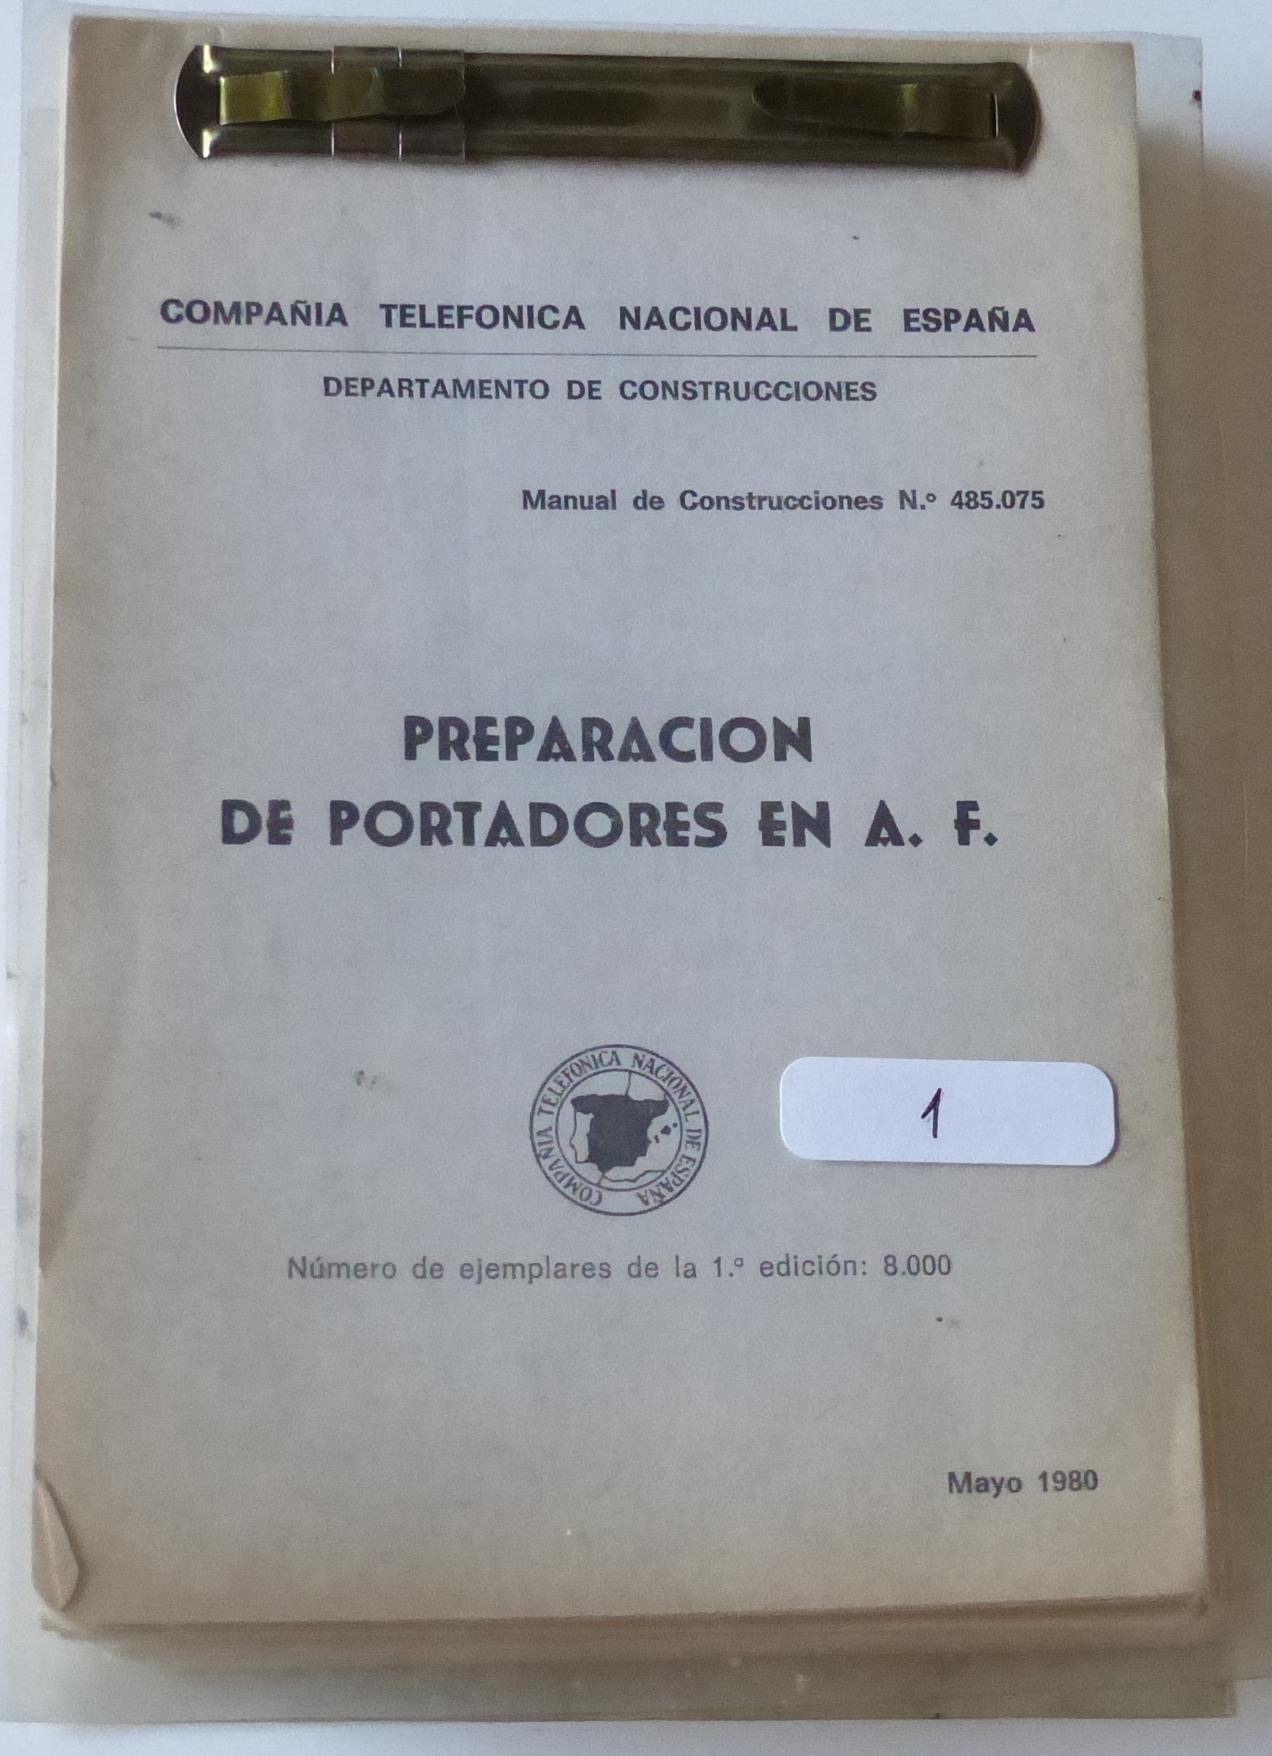 COMPAÑIA TELEFONICA NACIONAL DE ESPAÑA
DEPARTAMENTO DE CONSTRUCCIONES
Manual de Construcciones N.º 485.075
PREPARACION
DE PORTADORES EN A. F.
COMPAÑIA TELEFONICA NACIONAL DE ESPAÑA
1
Número de ejemplares de la 1.ª edición: 8.000
Mayo 1980